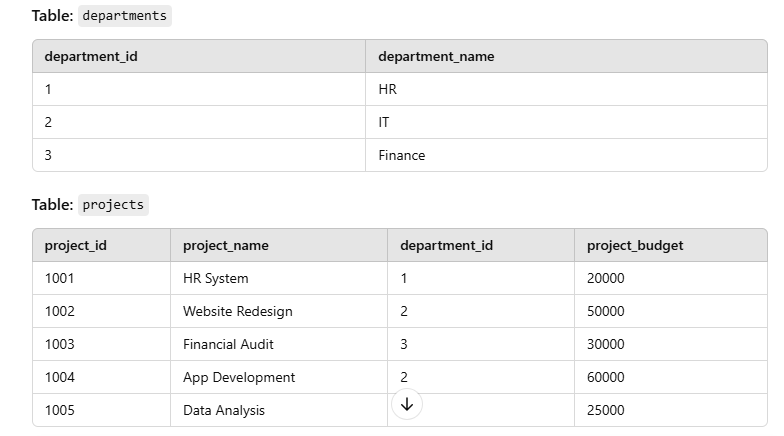 Table: departments
department_id department_name
1 HR
2 IT
3 Finance
Table: projects
project_id project_name department_id project_budget
1001 HR System 1 20000
1002 Website Redesign 2 50000
1003 Financial Audit 3 30000
1004 App Development 2 60000
1005 Data Analysis 25000